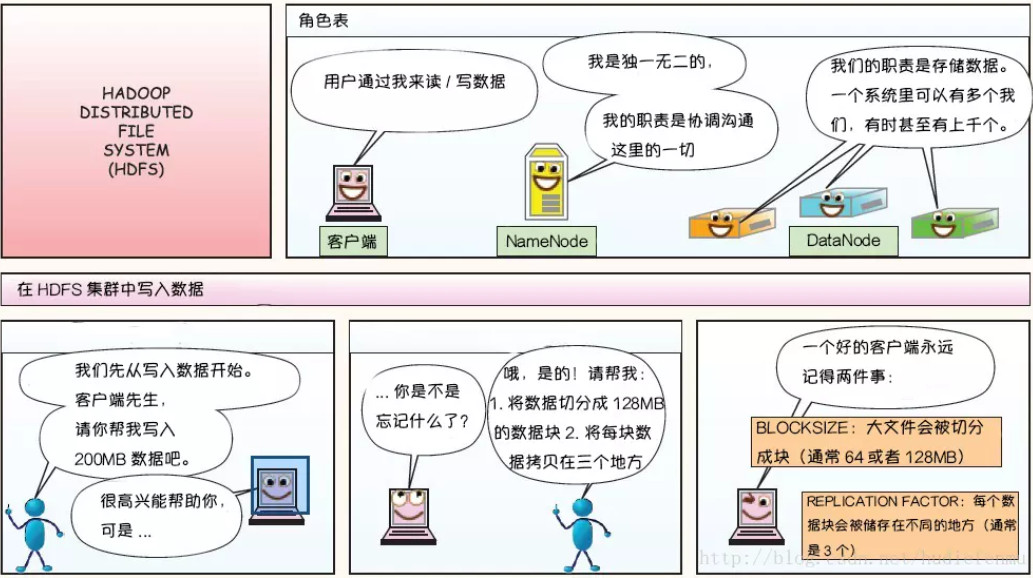 HADOOP
DISTRIBUTED
FILE
SYSTEM
(HDFS)
角色表
用户通过我来读 / 写数据
我是独一无二的,
我的职责是协调沟通
这里的一切
我们的职责是存储数据。
一个系统里可以有多个我
们，有时甚至有上千个。
客户端
NameNode
DataNode
在 HDFS 集群中写入数据
我们先从写入数据开始。
客户端先生，
请你帮我写入
200MB 数据吧。
很高兴能帮助你,
可是 ...
... 你是不是
忘记什么了？
哦，是的！请帮我：
1. 将数据切分成 128MB
的数据块 2. 将每块数
据拷贝在三个地方
一个好的客户端永远
记得两件事：
BLOCKSIZE：大文件会被切分
成块（通常 64 或者 128MB）
REPLICATION FACTOR：每个数
据块会被储存在不同的地方（通常
是 3 个）